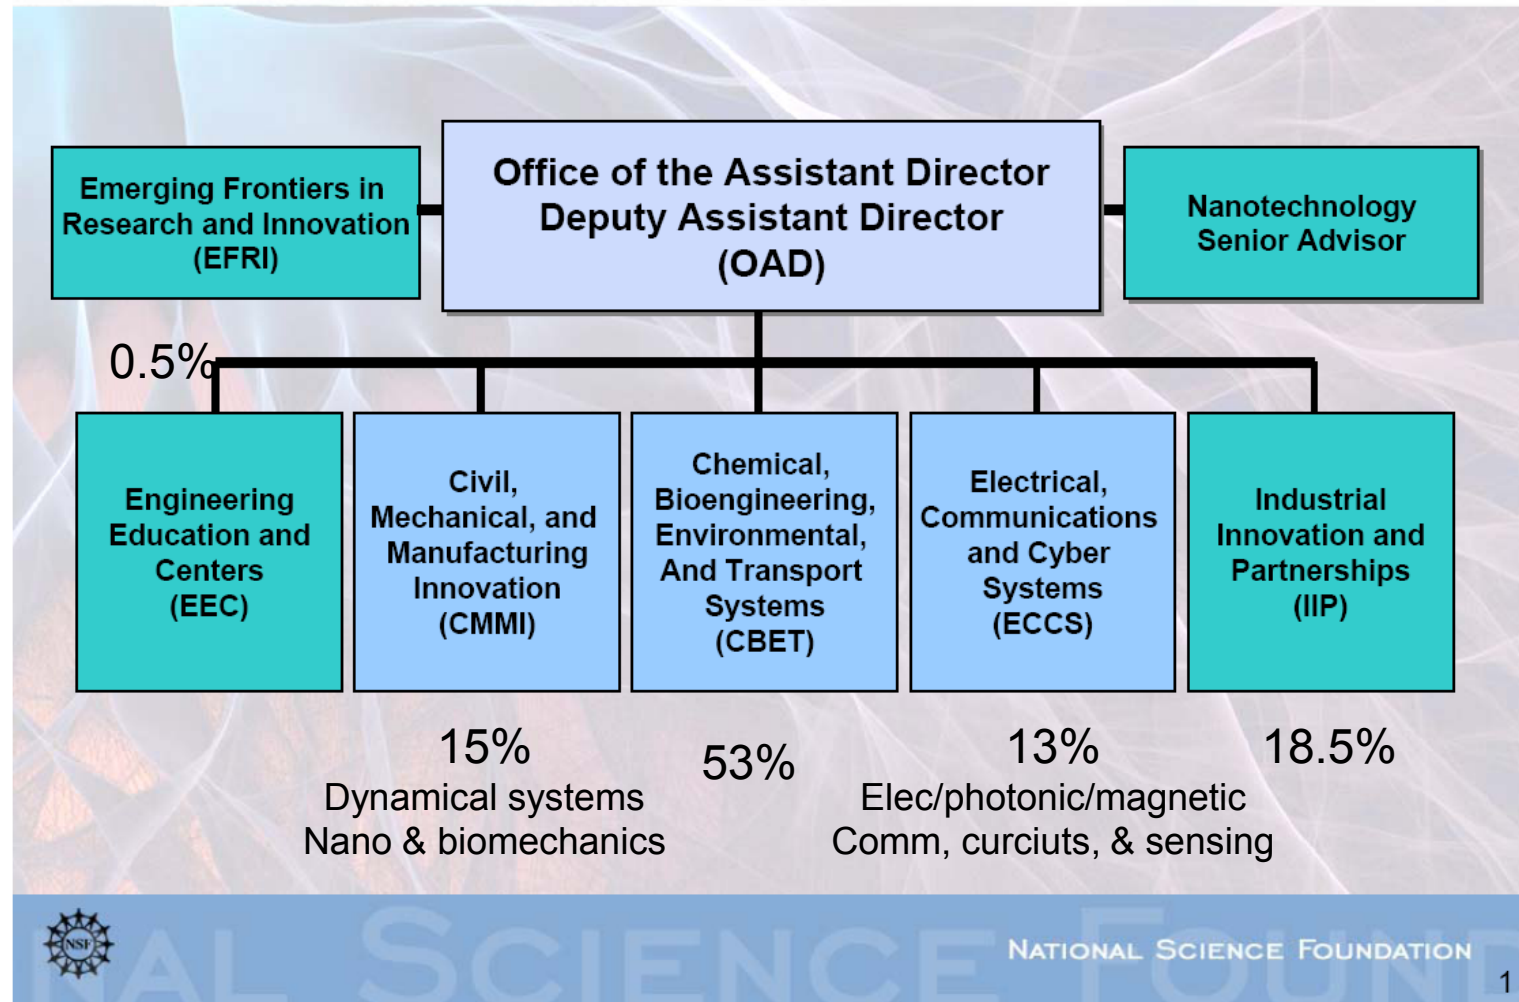 Emerging Frontiers in
Research and Innovation
(EFRI)
Office of the Assistant Director
Deputy Assistant Director
(OAD)
Nanotechnology
Senior Advisor
0.5%
Engineering
Education and
Centers
(EEC)
Civil,
Mechanical, and
Manufacturing
Innovation
(CMMI)
Chemical,
Bioengineering,
Environmental,
And Transport
Systems
(CBET)
Electrical,
Communications
and Cyber
Systems
(ECCS)
Industrial
Innovation and
Partnerships
(IIP)
15%
Dynamical systems
Nano & biomechanics
53%
13%
Elec/photonic/magnetic
Comm, curciuts, & sensing
18.5%
NSF
NAL SCIENCE FOUND
NATIONAL SCIENCE FOUNDATION
1